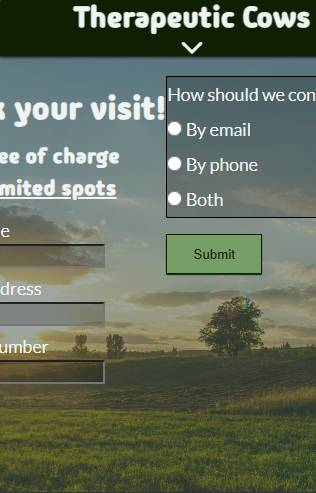 Therapeutic Cows
k your visit!
ee of charge
mited spots
e
dress
umber
How should we con
By email
By phone
Both
Submit